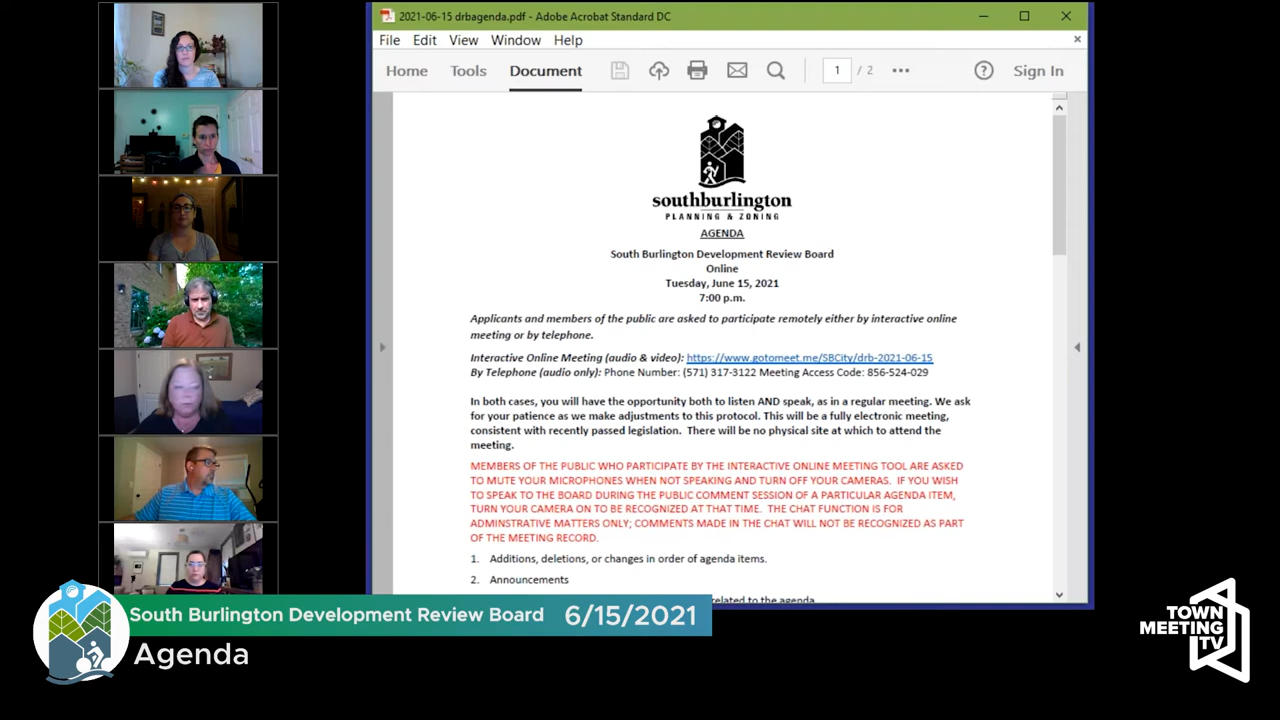 2021-06-15 drbagenda.pdf - Adobe Acrobat Standard DC
File Edit View Window Help
Home Tools Document 1 / 2 Sign In
southburlington
PLANNING & ZONING
AGENDA
South Burlington Development Review Board
Online
Tuesday, June 15, 2021
7:00 p.m.
Applicants and members of the public are asked to participate remotely either by interactive online
meeting or by telephone.
Interactive Online Meeting (audio & video): https://www.gotomeet.me/SBCity/drb-2021-06-15
By Telephone (audio only): Phone Number: (571) 317-3122 Meeting Access Code: 856-524-029
In both cases, you will have the opportunity both to listen AND speak, as in a regular meeting. We ask
for your patience as we make adjustments to this protocol. This will be a fully electronic meeting,
consistent with recently passed legislation. There will be no physical site at which to attend the
meeting.
MEMBERS OF THE PUBLIC WHO PARTICIPATE BY THE INTERACTIVE ONLINE MEETING TOOL ARE ASKED
TO MUTE YOUR MICROPHONES WHEN NOT SPEAKING AND TURN OFF YOUR CAMERAS. IF YOU WISH
TO SPEAK TO THE BOARD DURING THE PUBLIC COMMENT SESSION OF A PARTICULAR AGENDA ITEM,
TURN YOUR CAMERA ON TO BE RECOGNIZED AT THAT TIME. THE CHAT FUNCTION IS FOR
ADMINSTRATIVE MATTERS ONLY; COMMENTS MADE IN THE CHAT WILL NOT BE RECOGNIZED AS PART
OF THE MEETING RECORD.
1. Additions, deletions, or changes in order of agenda items.
2. Announcements
related to the agenda
South Burlington Development Review Board 6/15/2021
Agenda
TOWN
MEETING
TV